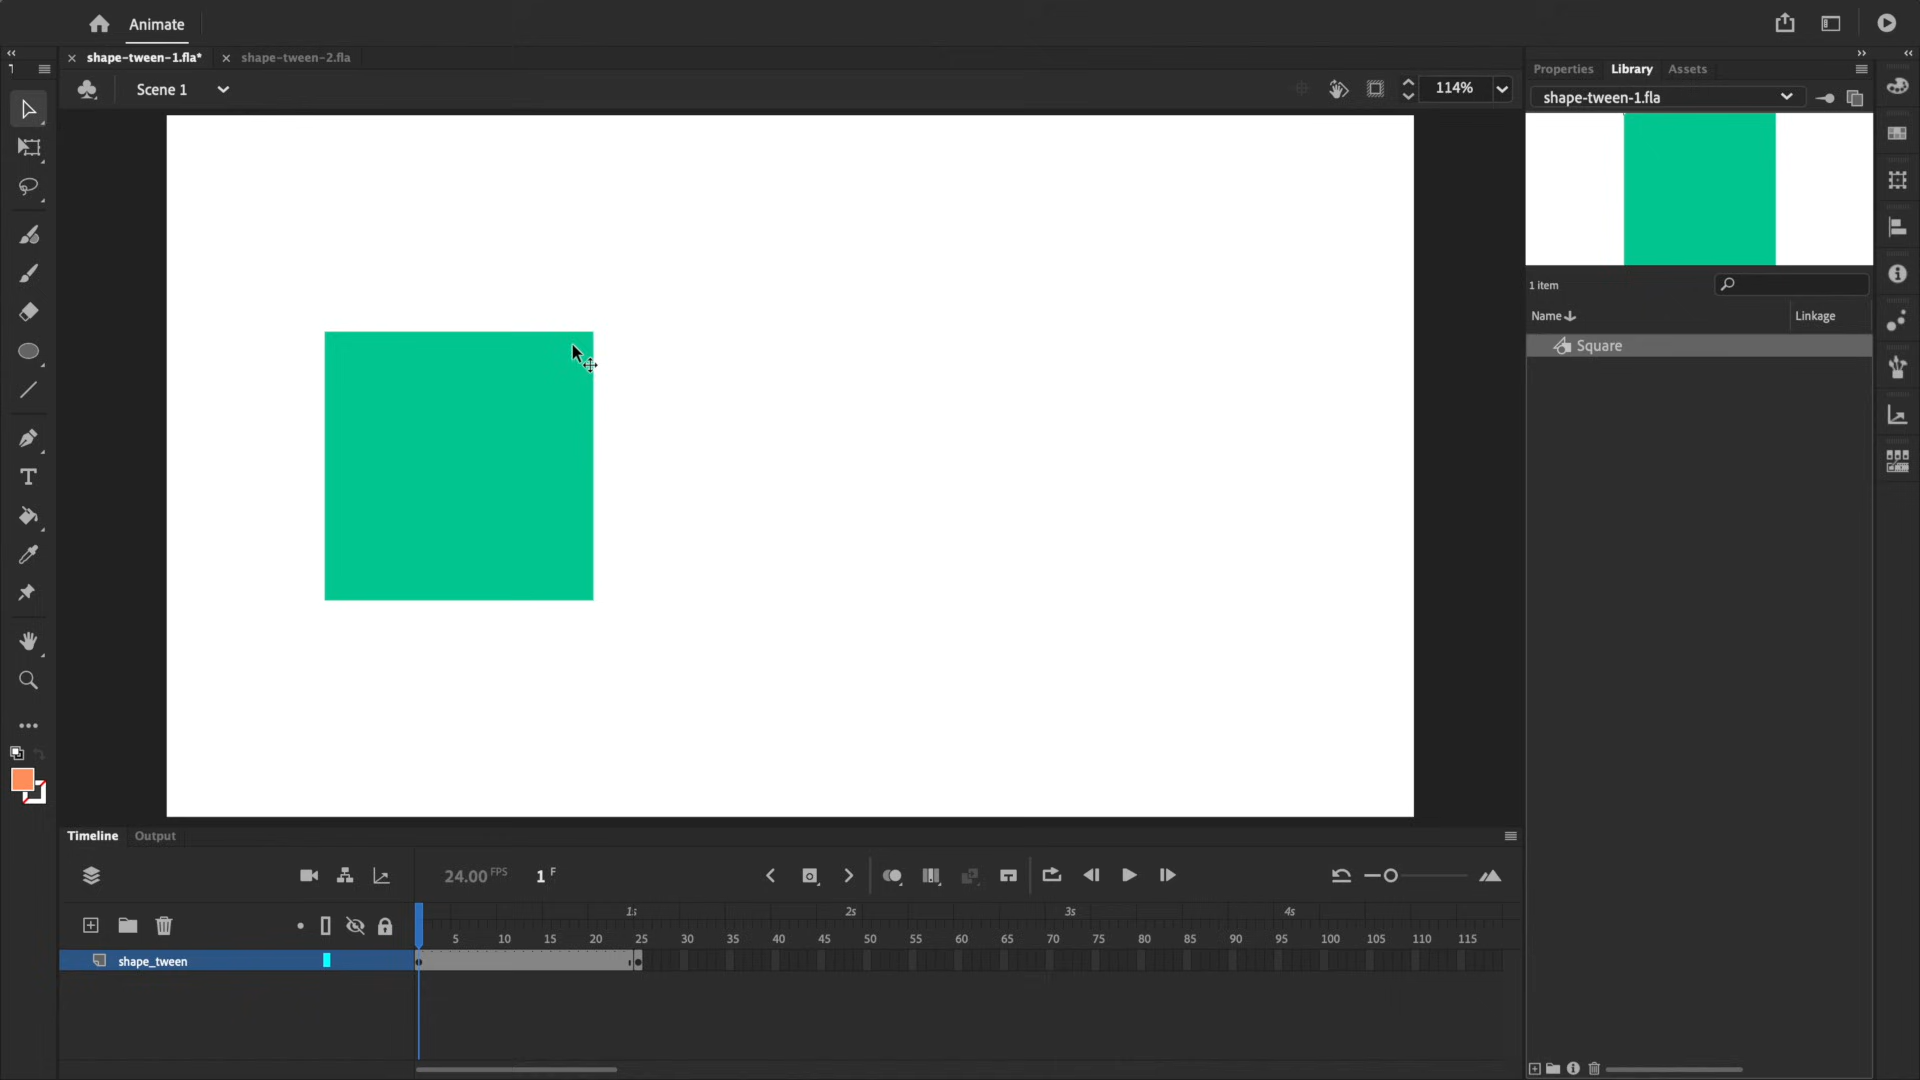 Animate
shape-tween-1.fla*
shape-tween-2.fla
Scene 1
114%
Properties
Library
Assets
shape-tween-1.fla
1 item
Name
Linkage
Square
Timeline
Output
24.00 FPS
1 F
1s
2s
3s
4s
5 10 15 20 25 30 35 40 45 50 55 60 65 70 75 80 85 90 95 100 105 110 115
shape_tween